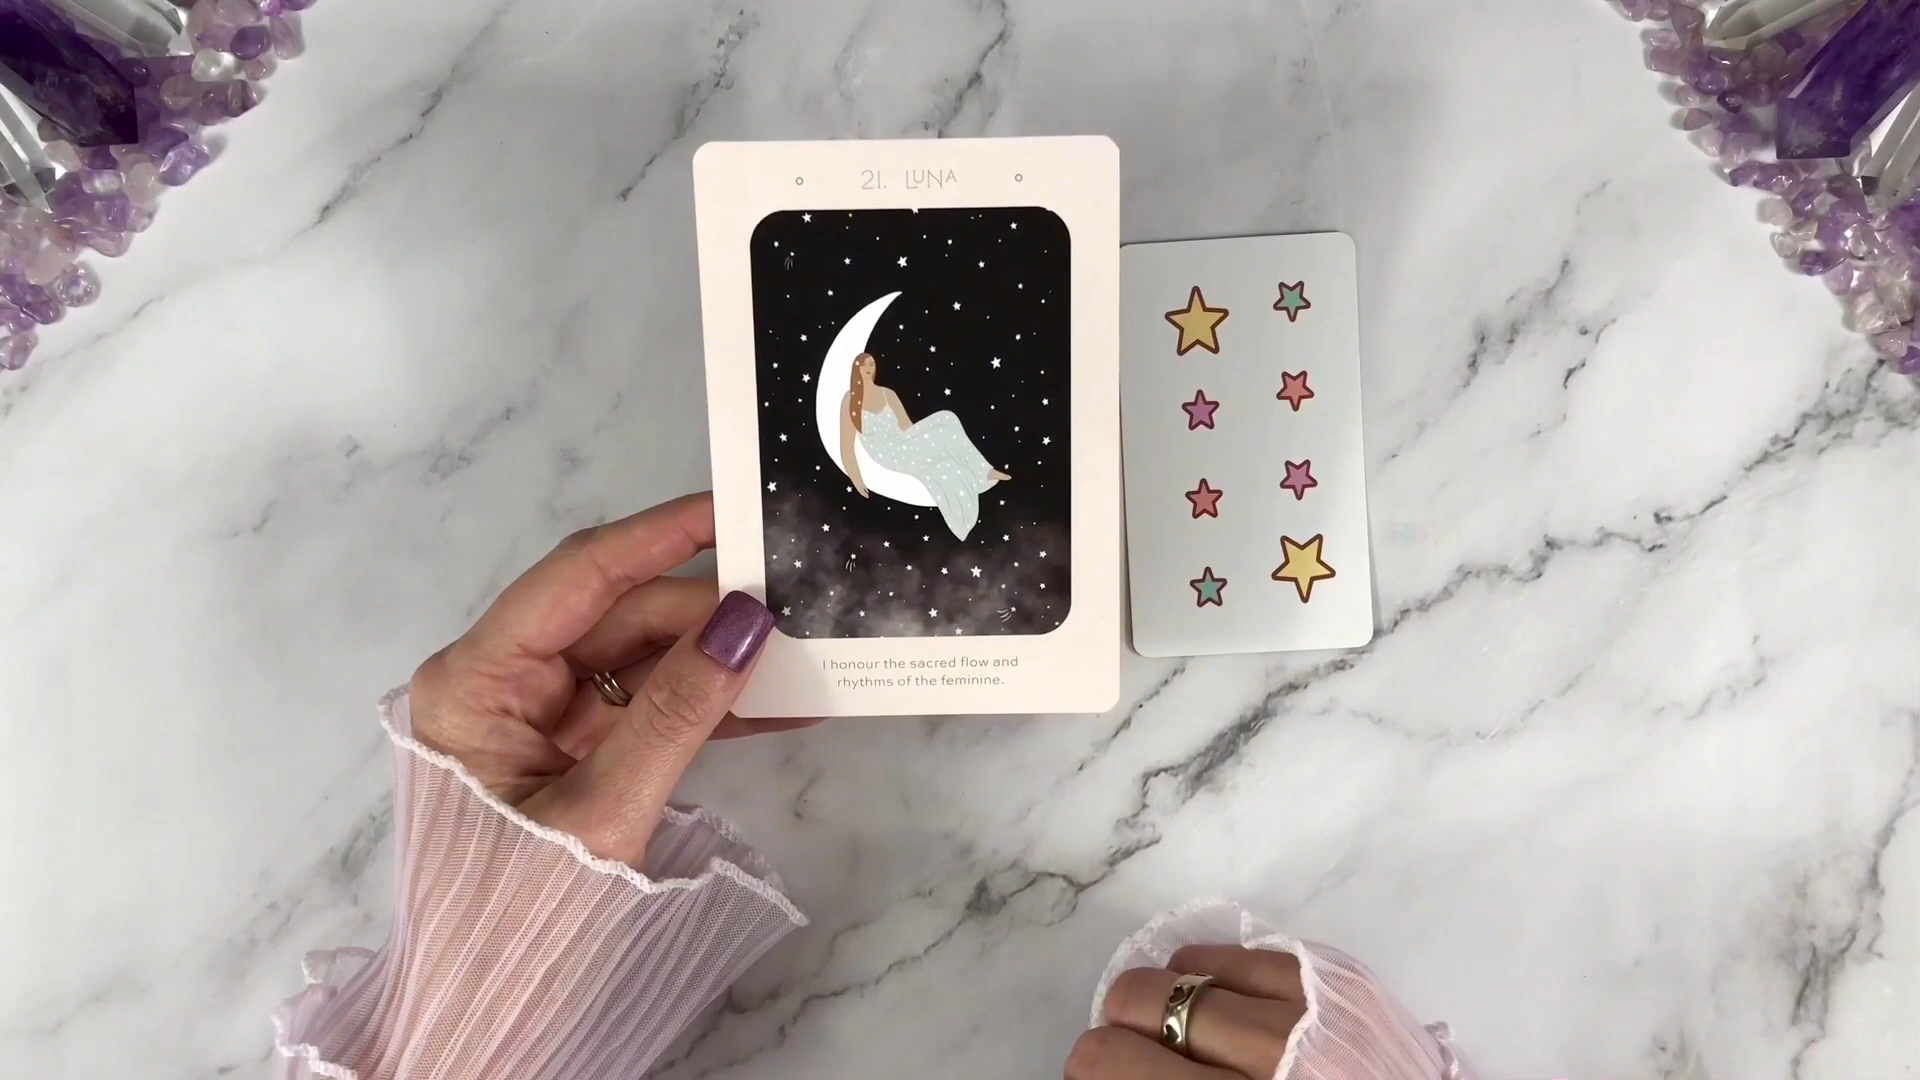 21. LUNA
I honour the sacred flow and
rhythms of the feminine.